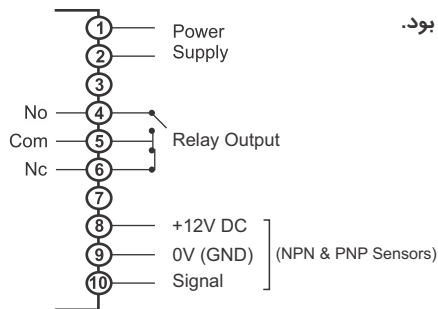 بود.
1 Power
2 Supply
3
No 4
Com 5 Relay Output
Nc 6
7
8 +12V DC
9 0V (GND) (NPN & PNP Sensors)
10 Signal